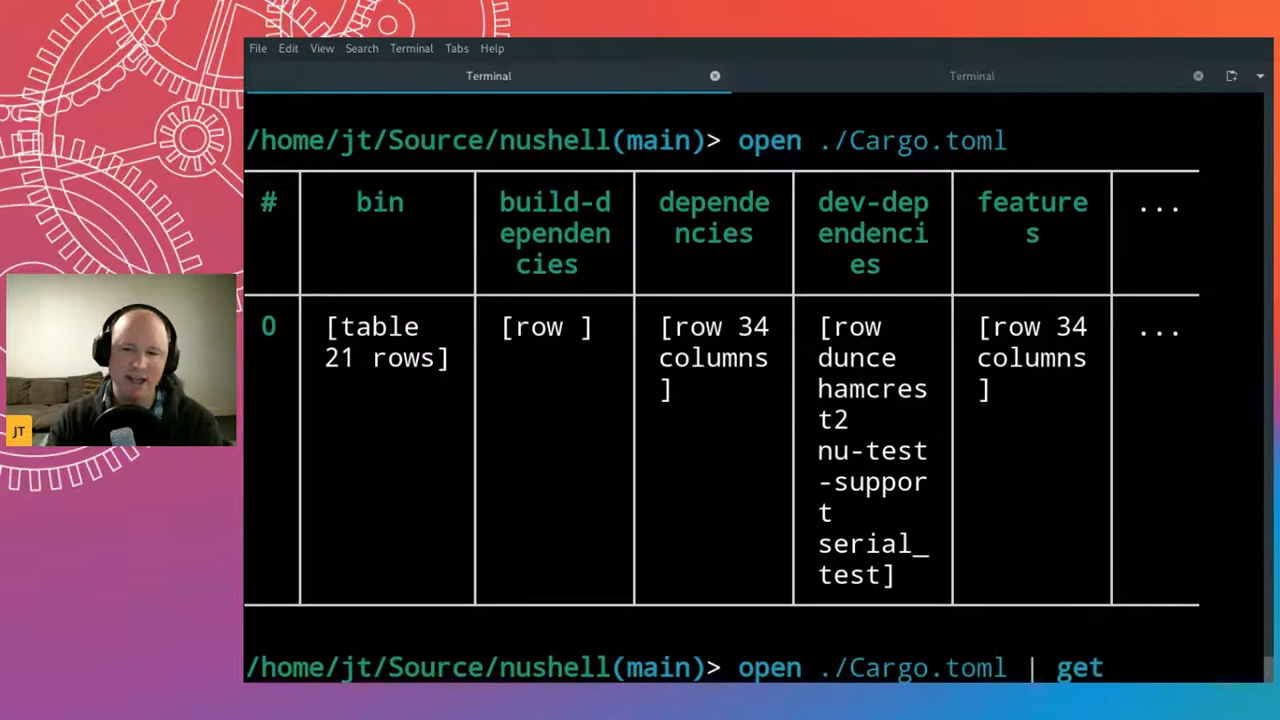 File Edit View Search Terminal Tabs Help
Terminal Terminal
/home/jt/Source/nushell(main)> open ./Cargo.toml
# bin build-d depende dev-dep feature ...
ependen ncies endenci s
cies es
0 [table [row ] [row 34 [row [row 34 ...
21 rows] columns dunce columns
] hamcres ]
t2
nu-test
-suppor
t
serial_
test]
/home/jt/Source/nushell(main)> open ./Cargo.toml | get
JT